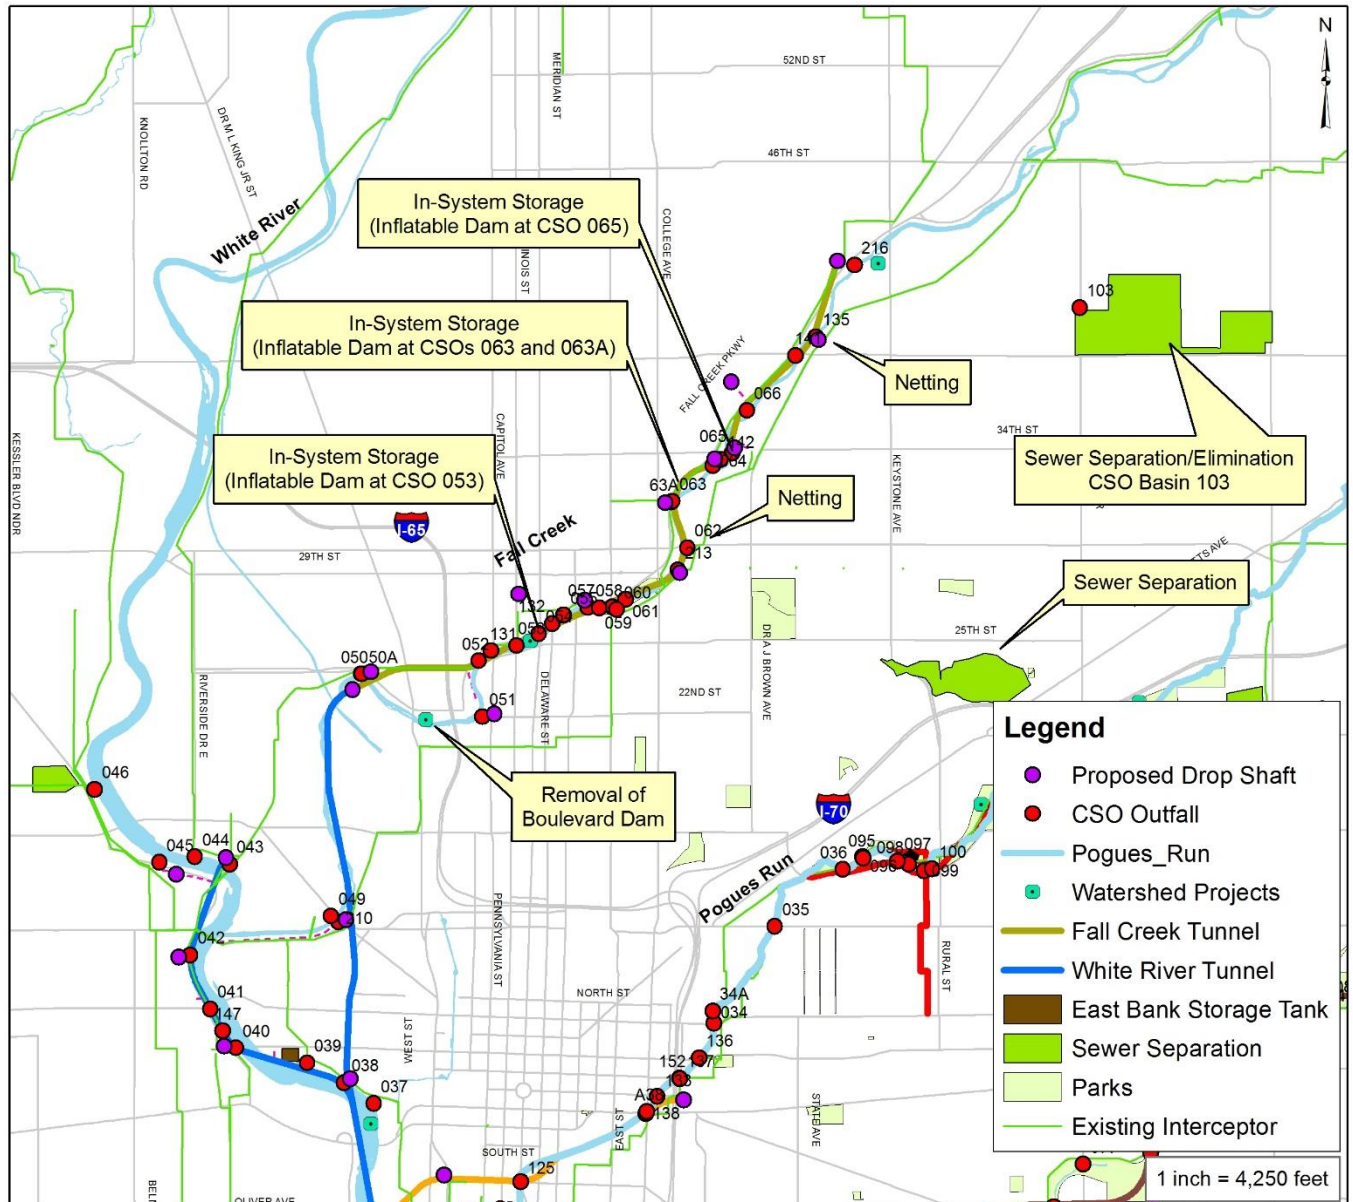 N
52ND ST
MERIDIAN ST
KNOLLTON RD
DR M L KING JR ST
46TH ST
In-System Storage
(Inflatable Dam at CSO 065)
COLLEGE AVE
White River
216
103
In-System Storage
(Inflatable Dam at CSOs 063 and 063A)
135
FALL CREEK PKWY
Netting
066
KESSLER BLVD NDR
CAPITOL AVE
34TH ST
065
In-System Storage
(Inflatable Dam at CSO 053)
Sewer Separation/Elimination
CSO Basin 103
KEYSTONE AVE
63A
063
Netting
I-65
Fall Creek
062
29TH ST
213
Sewer Separation
132
057
058
060
059
061
25TH ST
DR A J BROWN AVE
052
131
050
50A
RIVERSIDE DR E
DELAWARE ST
22ND ST
051
046
Removal of
Boulevard Dam
I-70
Legend
Proposed Drop Shaft
CSO Outfall
Pogues_Run
Watershed Projects
Fall Creek Tunnel
White River Tunnel
East Bank Storage Tank
Sewer Separation
Parks
Existing Interceptor
1 inch = 4,250 feet
045
044
043
036
095
098
097
100
099
Pogues Run
PENNSYLVANIA ST
049
210
035
042
RURAL ST
041
147
040
NORTH ST
34A
034
WEST ST
039
136
038
152
137
037
138
STATE AVE
EAST ST
SOUTH ST
125
OLIVER AVE